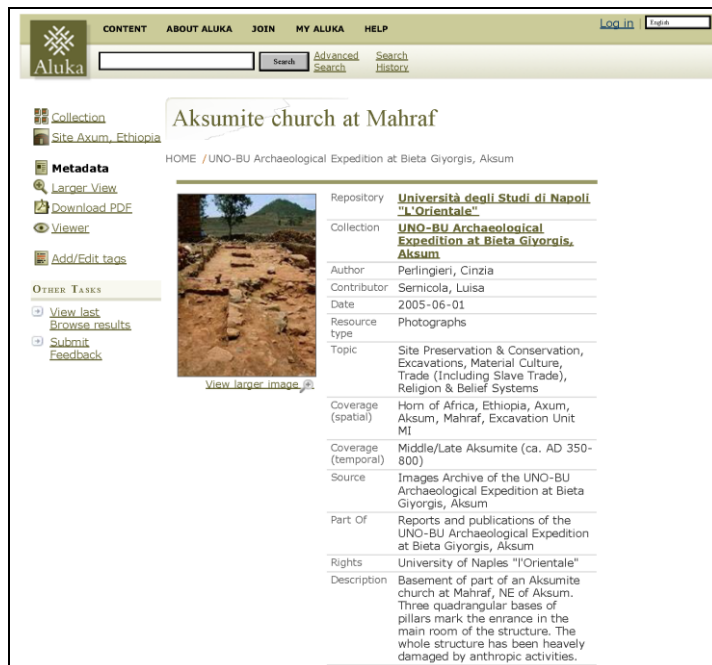 CONTENT ABOUT ALUKA JOIN MY ALUKA HELP
Log in | English
Aluka
Search
Advanced Search
Search History
Collection
Site Axum, Ethiopia
Metadata
Larger View
Download PDF
Viewer
Add/Edit tags
OTHER TASKS
View last
Browse results
Submit
Feedback
Aksumite church at Mahraf
HOME /UNO-BU Archaeological Expedition at Bieta Giyorgis, Aksum
View larger image
Repository Università degli Studi di Napoli
"L'Orientale"
Collection UNO-BU Archaeological
Expedition at Bieta Giyorgis,
Aksum
Author Perlingieri, Cinzia
Contributor Sernicola, Luisa
Date 2005-06-01
Resource type Photographs
Topic Site Preservation & Conservation,
Excavations, Material Culture,
Trade (Including Slave Trade),
Religion & Belief Systems
Coverage (spatial) Horn of Africa, Ethiopia, Axum,
Aksum, Mahraf, Excavation Unit
MI
Coverage (temporal) Middle/Late Aksumite (ca. AD 350-
800)
Source Images Archive of the UNO-BU
Archaeological Expedition at Bieta
Giyorgis, Aksum
Part Of Reports and publications of the
UNO-BU Archaeological Expedition
at Bieta Giyorgis, Aksum
Rights University of Naples "l'Orientale"
Description Basement of part of an Aksumite
church at Mahraf, NE of Aksum.
Three quadrangular bases of
pillars mark the enrance in the
main room of the structure. The
whole structure has been heavely
damaged by anthropic activities.